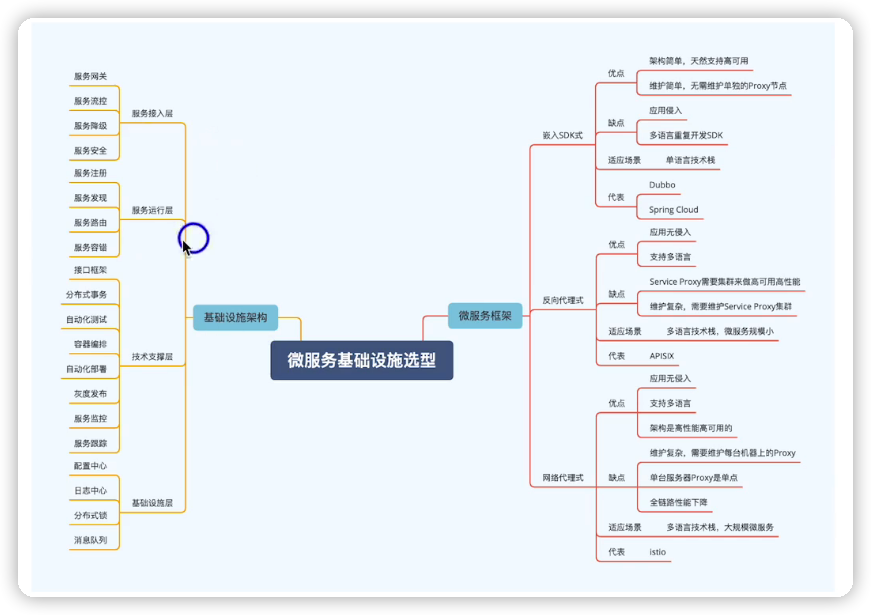 微服务基础设施选型
基础设施架构
服务接入层
服务网关
服务流控
服务降级
服务安全
服务运行层
服务注册
服务发现
服务路由
服务容错
技术支撑层
接口框架
分布式事务
自动化测试
容器编排
自动化部署
灰度发布
服务监控
服务跟踪
基础设施层
配置中心
日志中心
分布式锁
消息队列
微服务框架
嵌入SDK式
优点
架构简单，天然支持高可用
维护简单，无需维护单独的Proxy节点
缺点
应用侵入
多语言重复开发SDK
适应场景
单语言技术栈
代表
Dubbo
Spring Cloud
反向代理式
优点
应用无侵入
支持多语言
缺点
Service Proxy需要集群来做高可用高性能
维护复杂，需要维护Service Proxy集群
适应场景
多语言技术栈，微服务规模小
代表
APISIX
网络代理式
优点
应用无侵入
支持多语言
架构是高性能高可用的
缺点
维护复杂，需要维护每台机器上的Proxy
单台服务器Proxy是单点
全链路性能下降
适应场景
多语言技术栈，大规模微服务
代表
istio